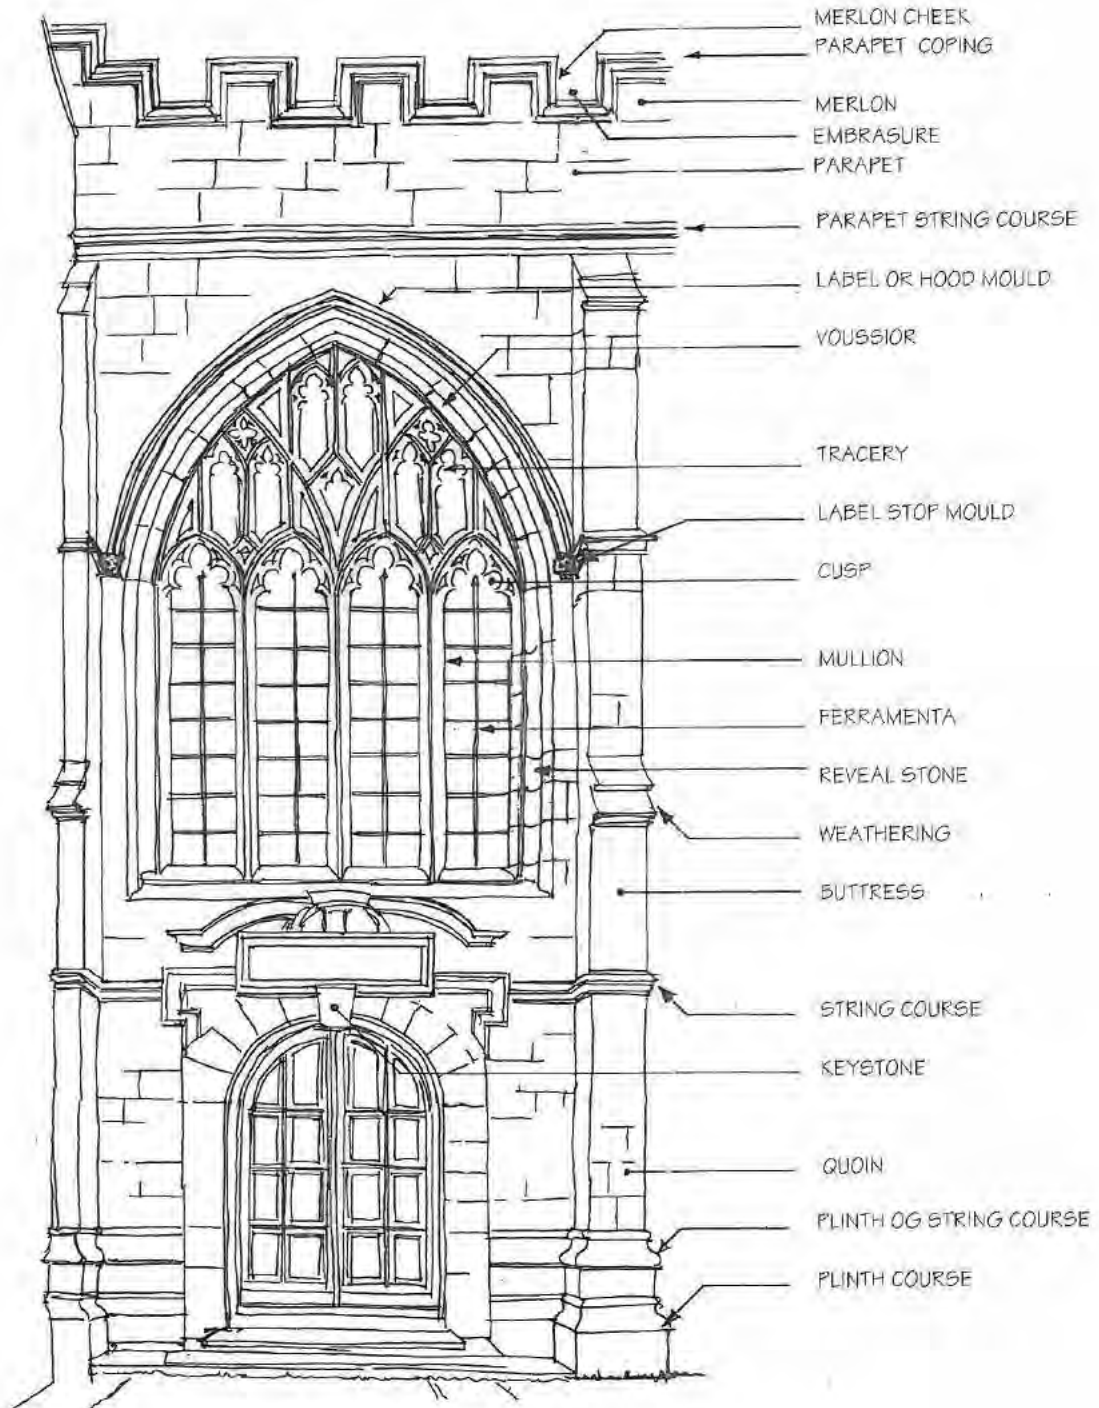 MERLON CHEEK
PARAPET COPING
MERLON
EMBRASURE
PARAPET
PARAPET STRING COURSE
LABEL OR HOOD MOULD
VOUSSIOR
TRACERY
LABEL STOP MOULD
CUSP
MULLION
FERRAMENTA
REVEAL STONE
WEATHERING
BUTTRESS
STRING COURSE
KEYSTONE
QUOIN
PLINTH OG STRING COURSE
PLINTH COURSE